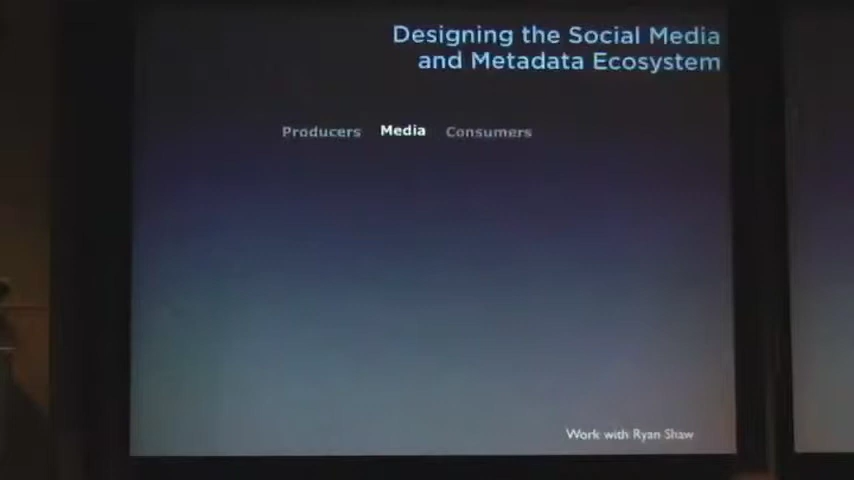 Designing the Social Media
and Metadata Ecosystem
Producers Media Consumers
Work with Ryan Shaw